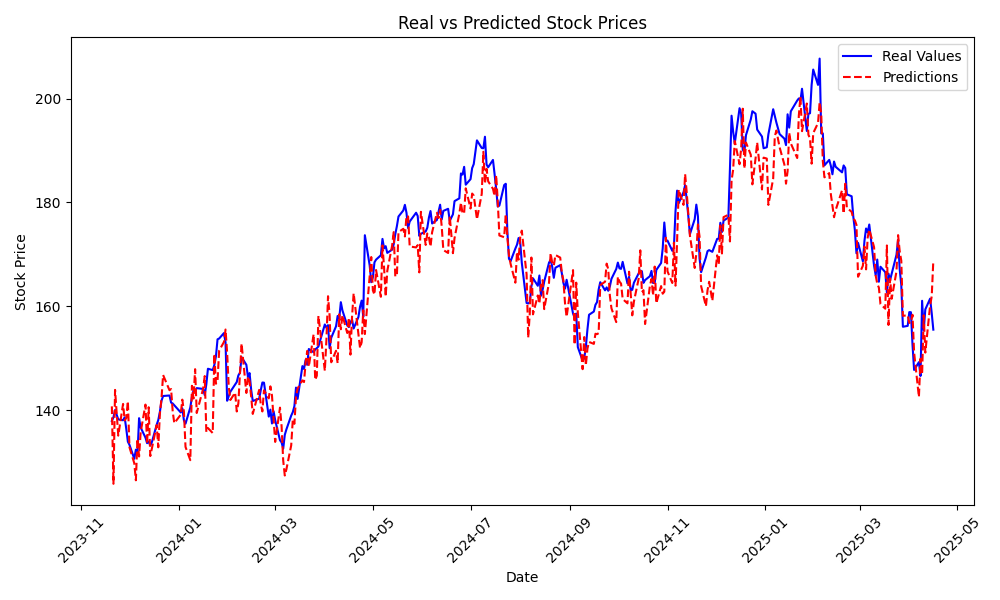 Real vs Predicted Stock Prices
Real Values
Predictions
Stock Price
200
180
160
140
2023-11
2024-01
2024-03
2024-05
2024-07
2024-09
2024-11
2025-01
2025-03
2025-05
Date